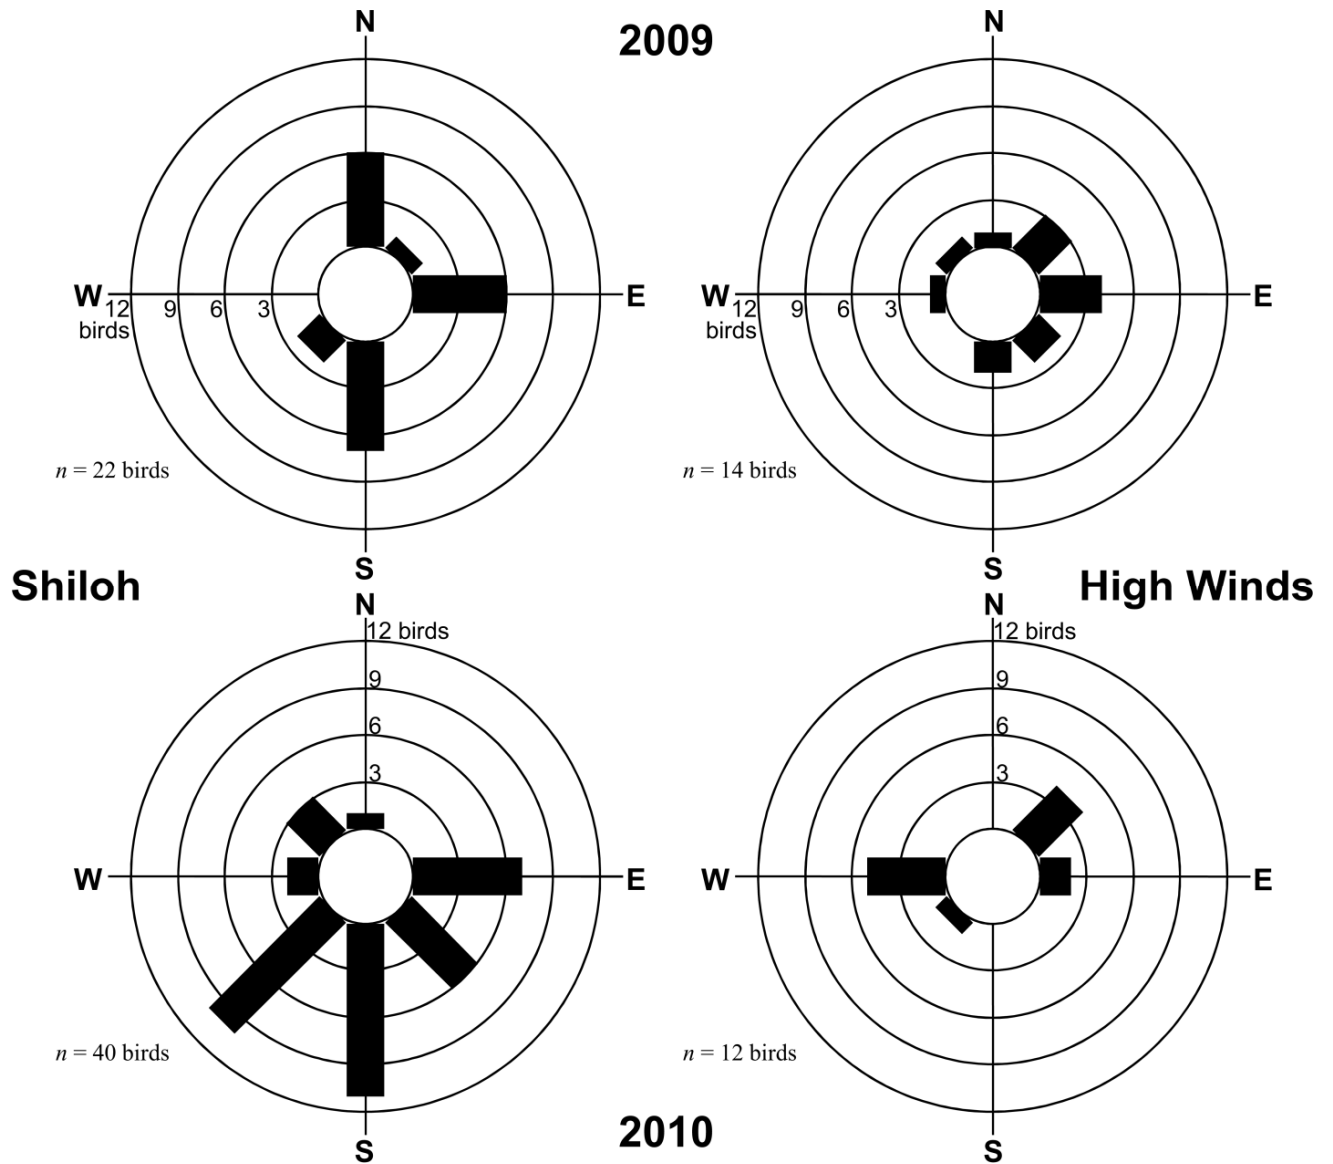 N
2009
N
W
12
9
6
3
birds
E
W
12
9
6
3
birds
E
n = 22 birds
n = 14 birds
S
S
Shiloh
High Winds
N
12 birds
9
6
3
N
12 birds
9
6
3
W
E
W
E
n = 40 birds
n = 12 birds
2010
S
S